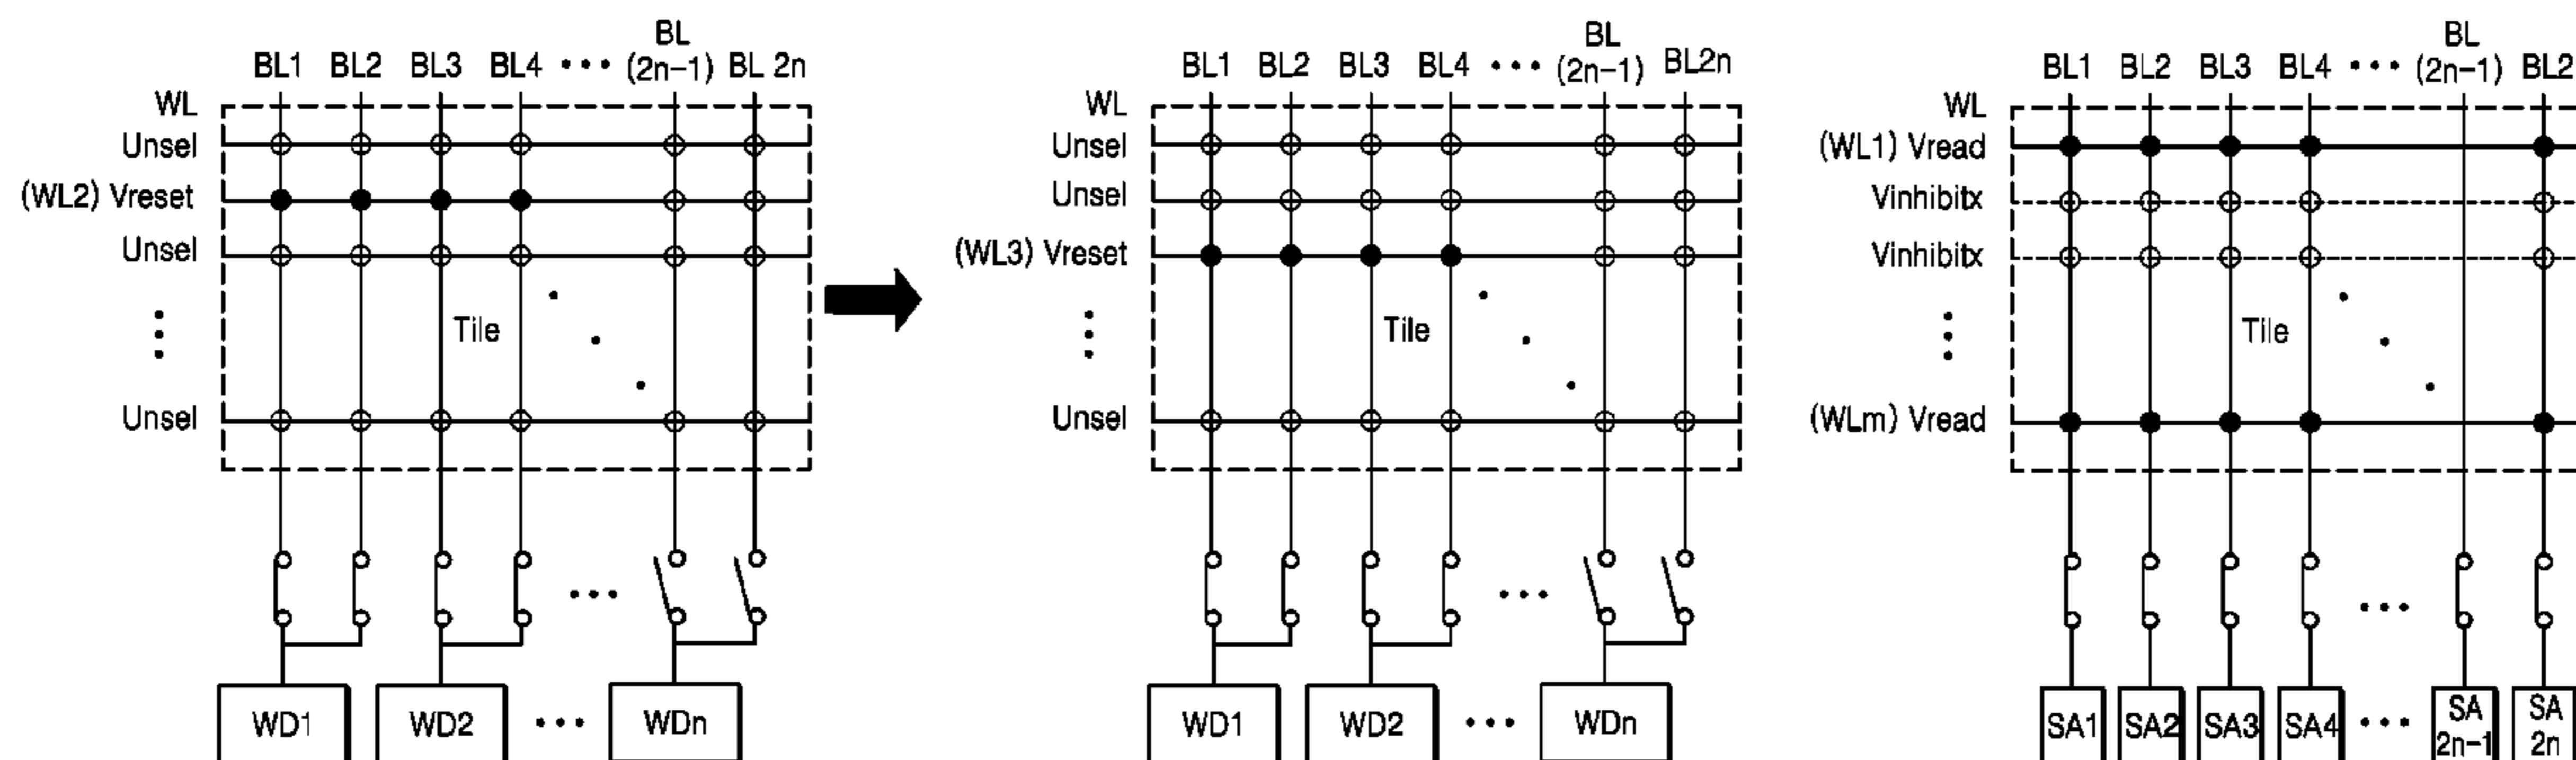 BL
BL1 BL2 BL3 BL4 ••• (2n-1) BL 2n
WL
Unsel
(WL2) Vreset
Unsel
Tile
Unsel
•••
WD1 WD2 ••• WDn
BL
BL1 BL2 BL3 BL4 ••• (2n-1) BL2n
WL
Unsel
Unsel
(WL3) Vreset
Tile
Unsel
•••
WD1 WD2 ••• WDn
BL
BL1 BL2 BL3 BL4 ••• (2n-1) BL2
WL
(WL1) Vread
Vinhibitx
Vinhibitx
Tile
(WLm) Vread
•••
SA1 SA2 SA3 SA4 ••• SA 2n-1 SA 2n